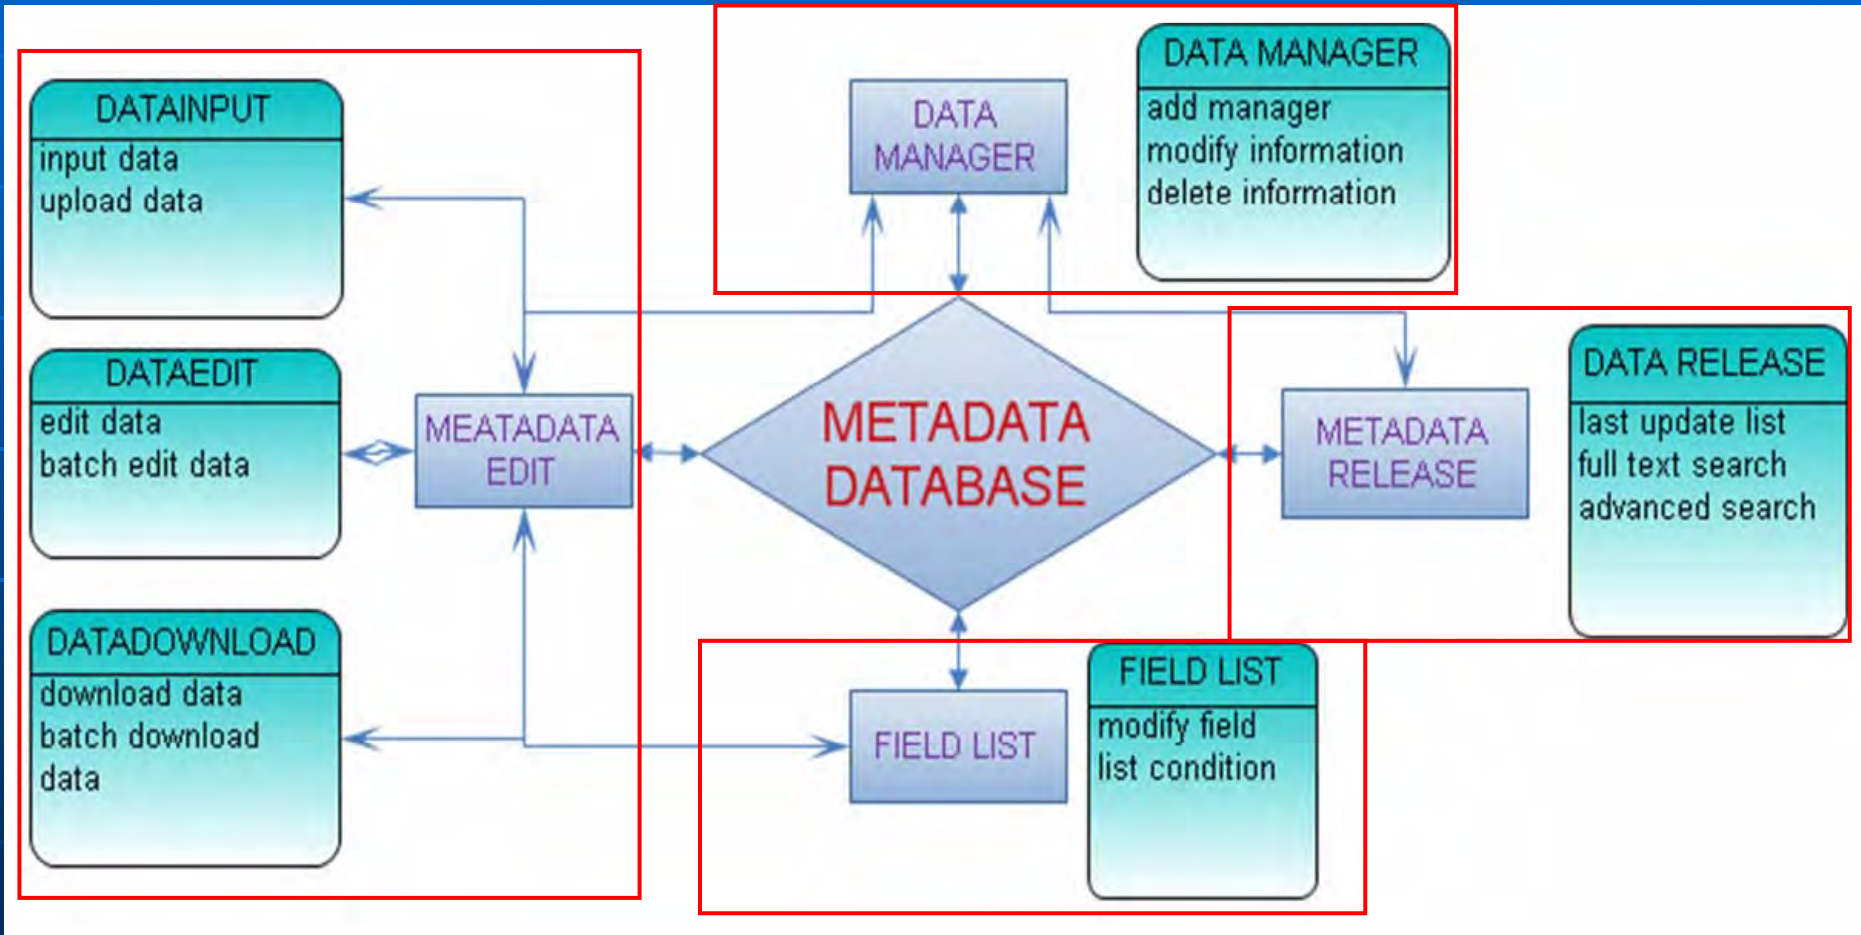 DATAINPUT
input data
upload data
DATAEDIT
edit data
batch edit data
DATADOWNLOAD
download data
batch download
data
MEATADATA
EDIT
DATA
MANAGER
DATA MANAGER
add manager
modify information
delete information
METADATA
DATABASE
METADATA
RELEASE
DATA RELEASE
last update list
full text search
advanced search
FIELD LIST
FIELD LIST
modify field
list condition